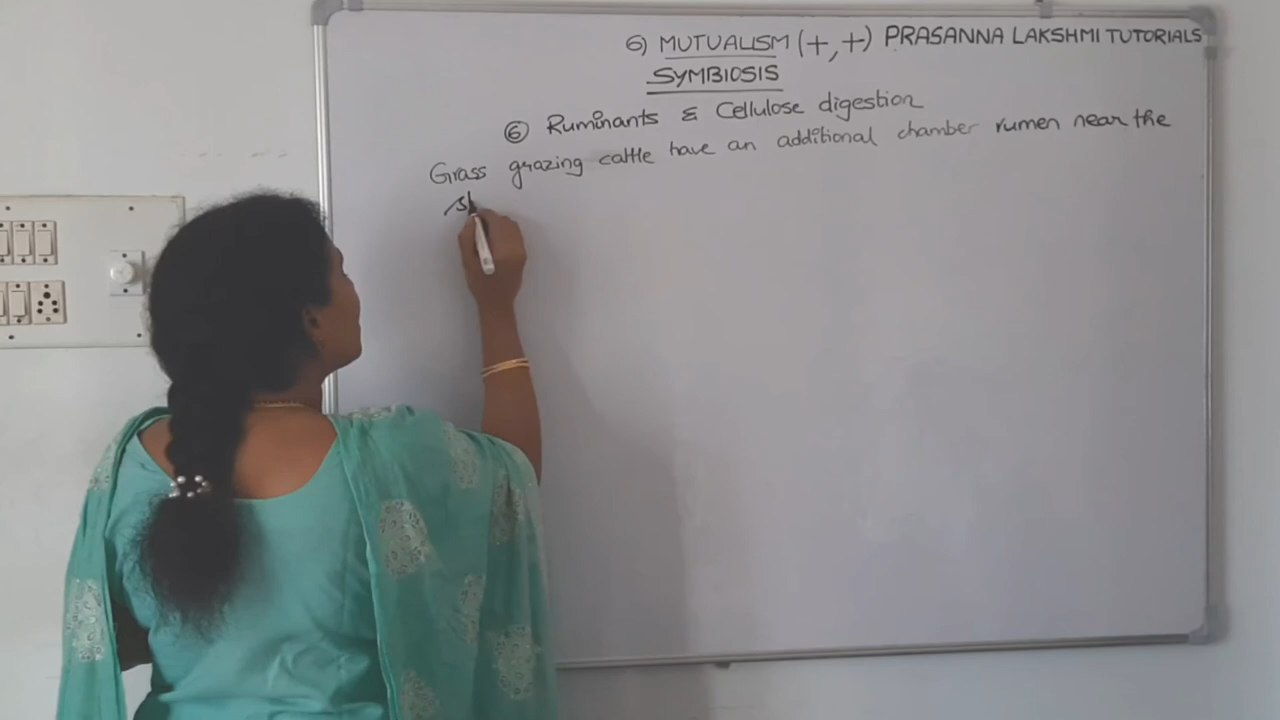 6) MUTUALISM (+,+) PRASANNA LAKSHMI TUTORIALS
SYMBIOSIS
⑥ Ruminants & Cellulose digestion
Grass grazing cattle have an additional chamber rumen near the